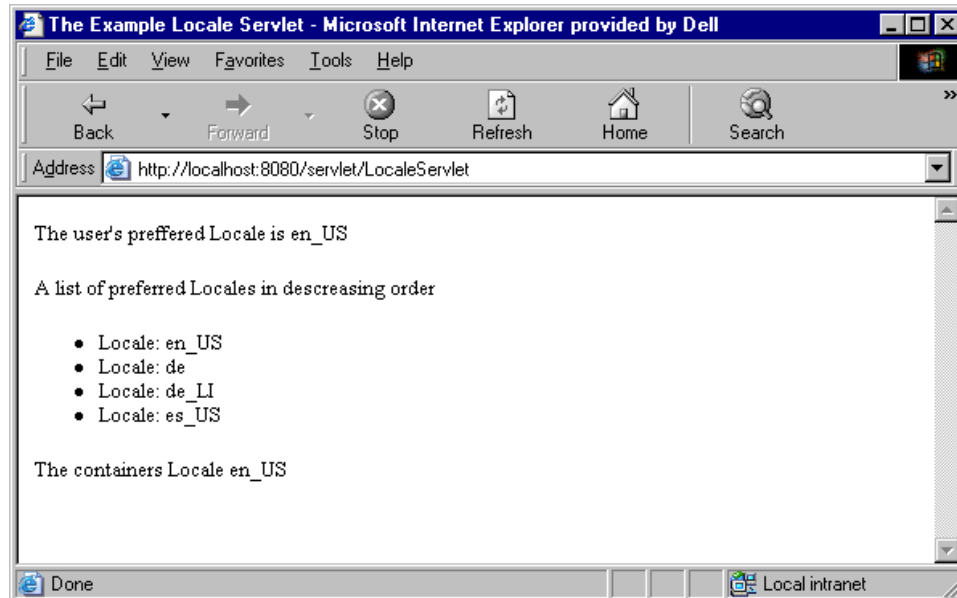 The Example Locale Servlet - Microsoft Internet Explorer provided by Dell
File Edit View Favorites Tools Help
Back Forward Stop Refresh Home Search »
Address http://localhost:8080/servlet/LocaleServlet
The user's preffered Locale is en_US
A list of preferred Locales in descreasing order
• Locale: en_US
• Locale: de
• Locale: de_LI
• Locale: es_US
The containers Locale en_US
Done Local intranet